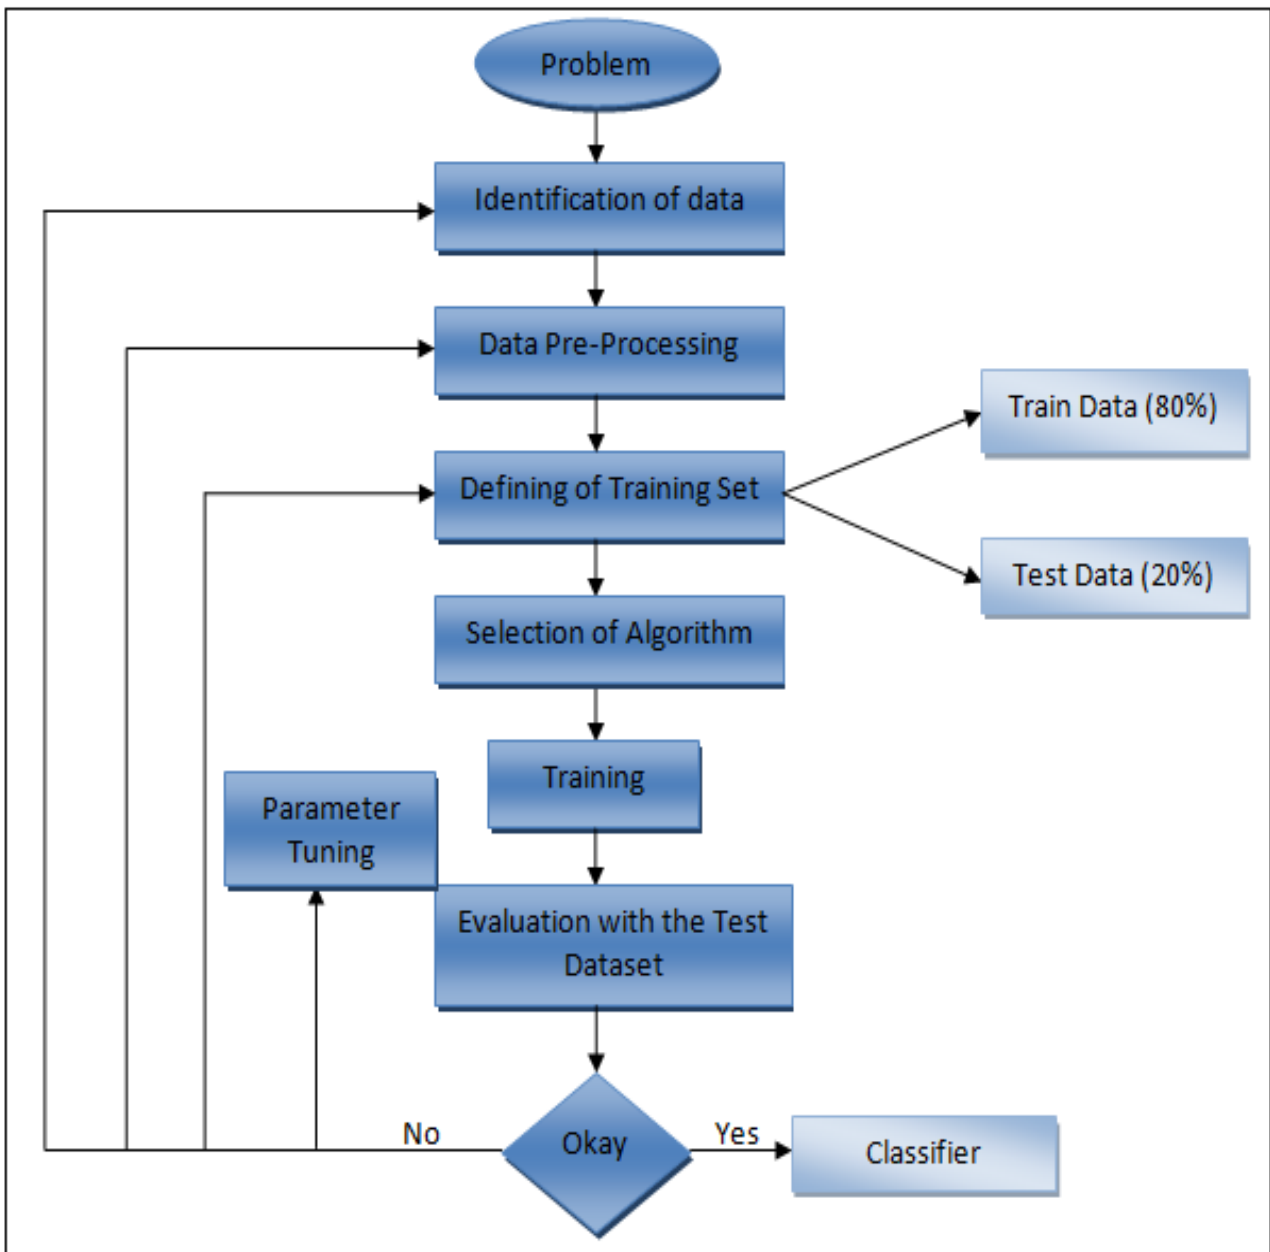 Problem
Identification of data
Data Pre-Processing
Train Data (80%)
Defining of Training Set
Test Data (20%)
Selection of Algorithm
Training
Parameter
Tuning
Evaluation with the Test
Dataset
No
Okay
Yes
Classifier